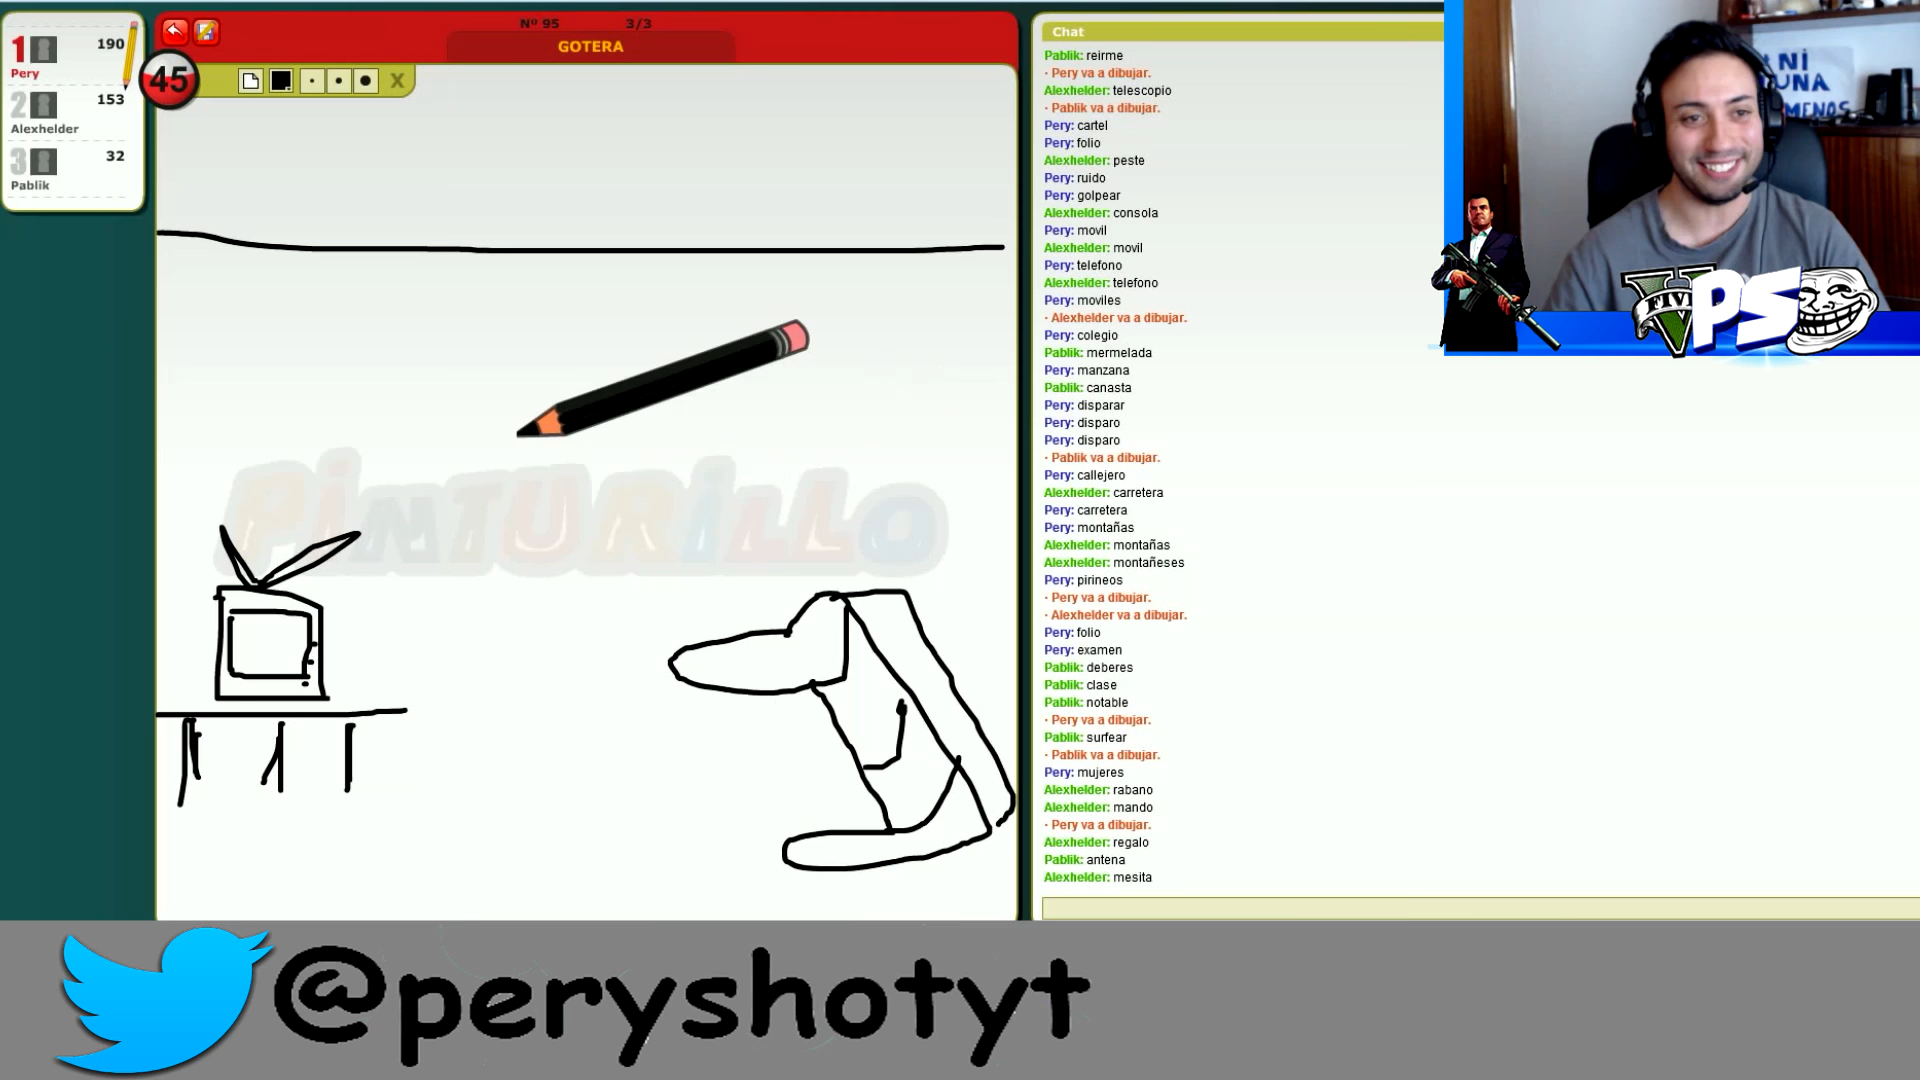 1 190
Pery
2 153
Alexhelder
3 32
Pablik
45
Nº 95 3/3
GOTERA
X
PINTURILLO
Chat
Pablik: reirme
· Pery va a dibujar.
Alexhelder: telescopio
· Pablik va a dibujar.
Pery: cartel
Pery: folio
Alexhelder: peste
Pery: ruido
Pery: golpear
Alexhelder: consola
Pery: movil
Alexhelder: movil
Pery: telefono
Alexhelder: telefono
Pery: moviles
· Alexhelder va a dibujar.
Pery: colegio
Pablik: mermelada
Pery: manzana
Pablik: canasta
Pery: disparar
Pery: disparo
Pery: disparo
· Pablik va a dibujar.
Pery: callejero
Alexhelder: carretera
Pery: carretera
Pery: montañas
Alexhelder: montañas
Alexhelder: montañeses
Pery: pirineos
· Pery va a dibujar.
· Alexhelder va a dibujar.
Pery: folio
Pery: examen
Pablik: deberes
Pablik: clase
Pablik: notable
· Pery va a dibujar.
Pablik: surfear
· Pablik va a dibujar.
Pery: mujeres
Alexhelder: rabano
Alexhelder: mando
· Pery va a dibujar.
Alexhelder: regalo
Pablik: antena
Alexhelder: mesita
NI
UNA
MENOS
V
FIVE
PS
@peryshotyt